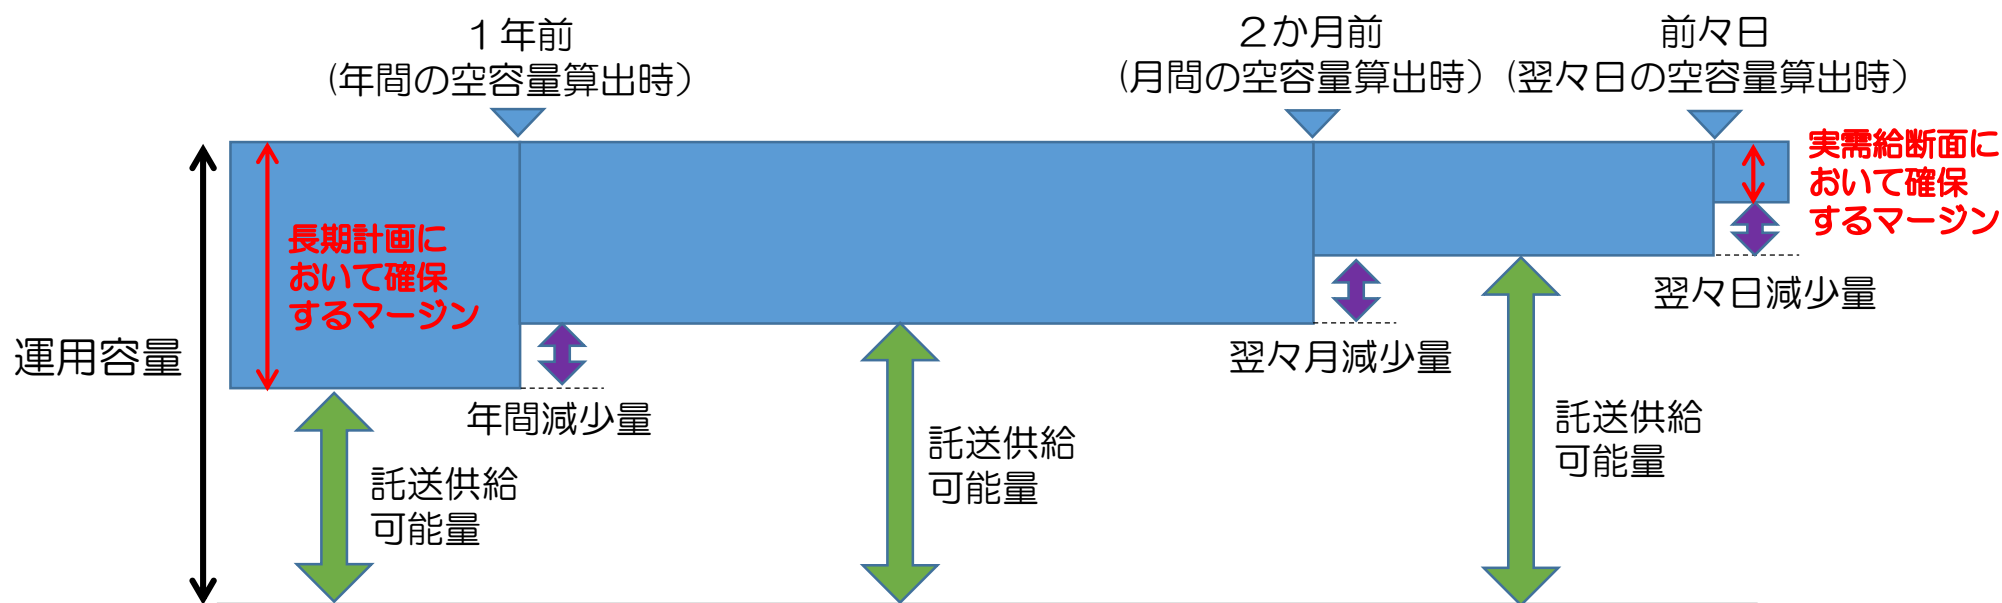 １年前
(年間の空容量算出時）
２か月前
(月間の空容量算出時）
前々日
(翌々日の空容量算出時）
実需給断面に
おいて確保
するマージン
長期計画に
おいて確保
するマージン
運用容量
年間減少量
翌々月減少量
翌々日減少量
託送供給
可能量
託送供給
可能量
託送供給
可能量